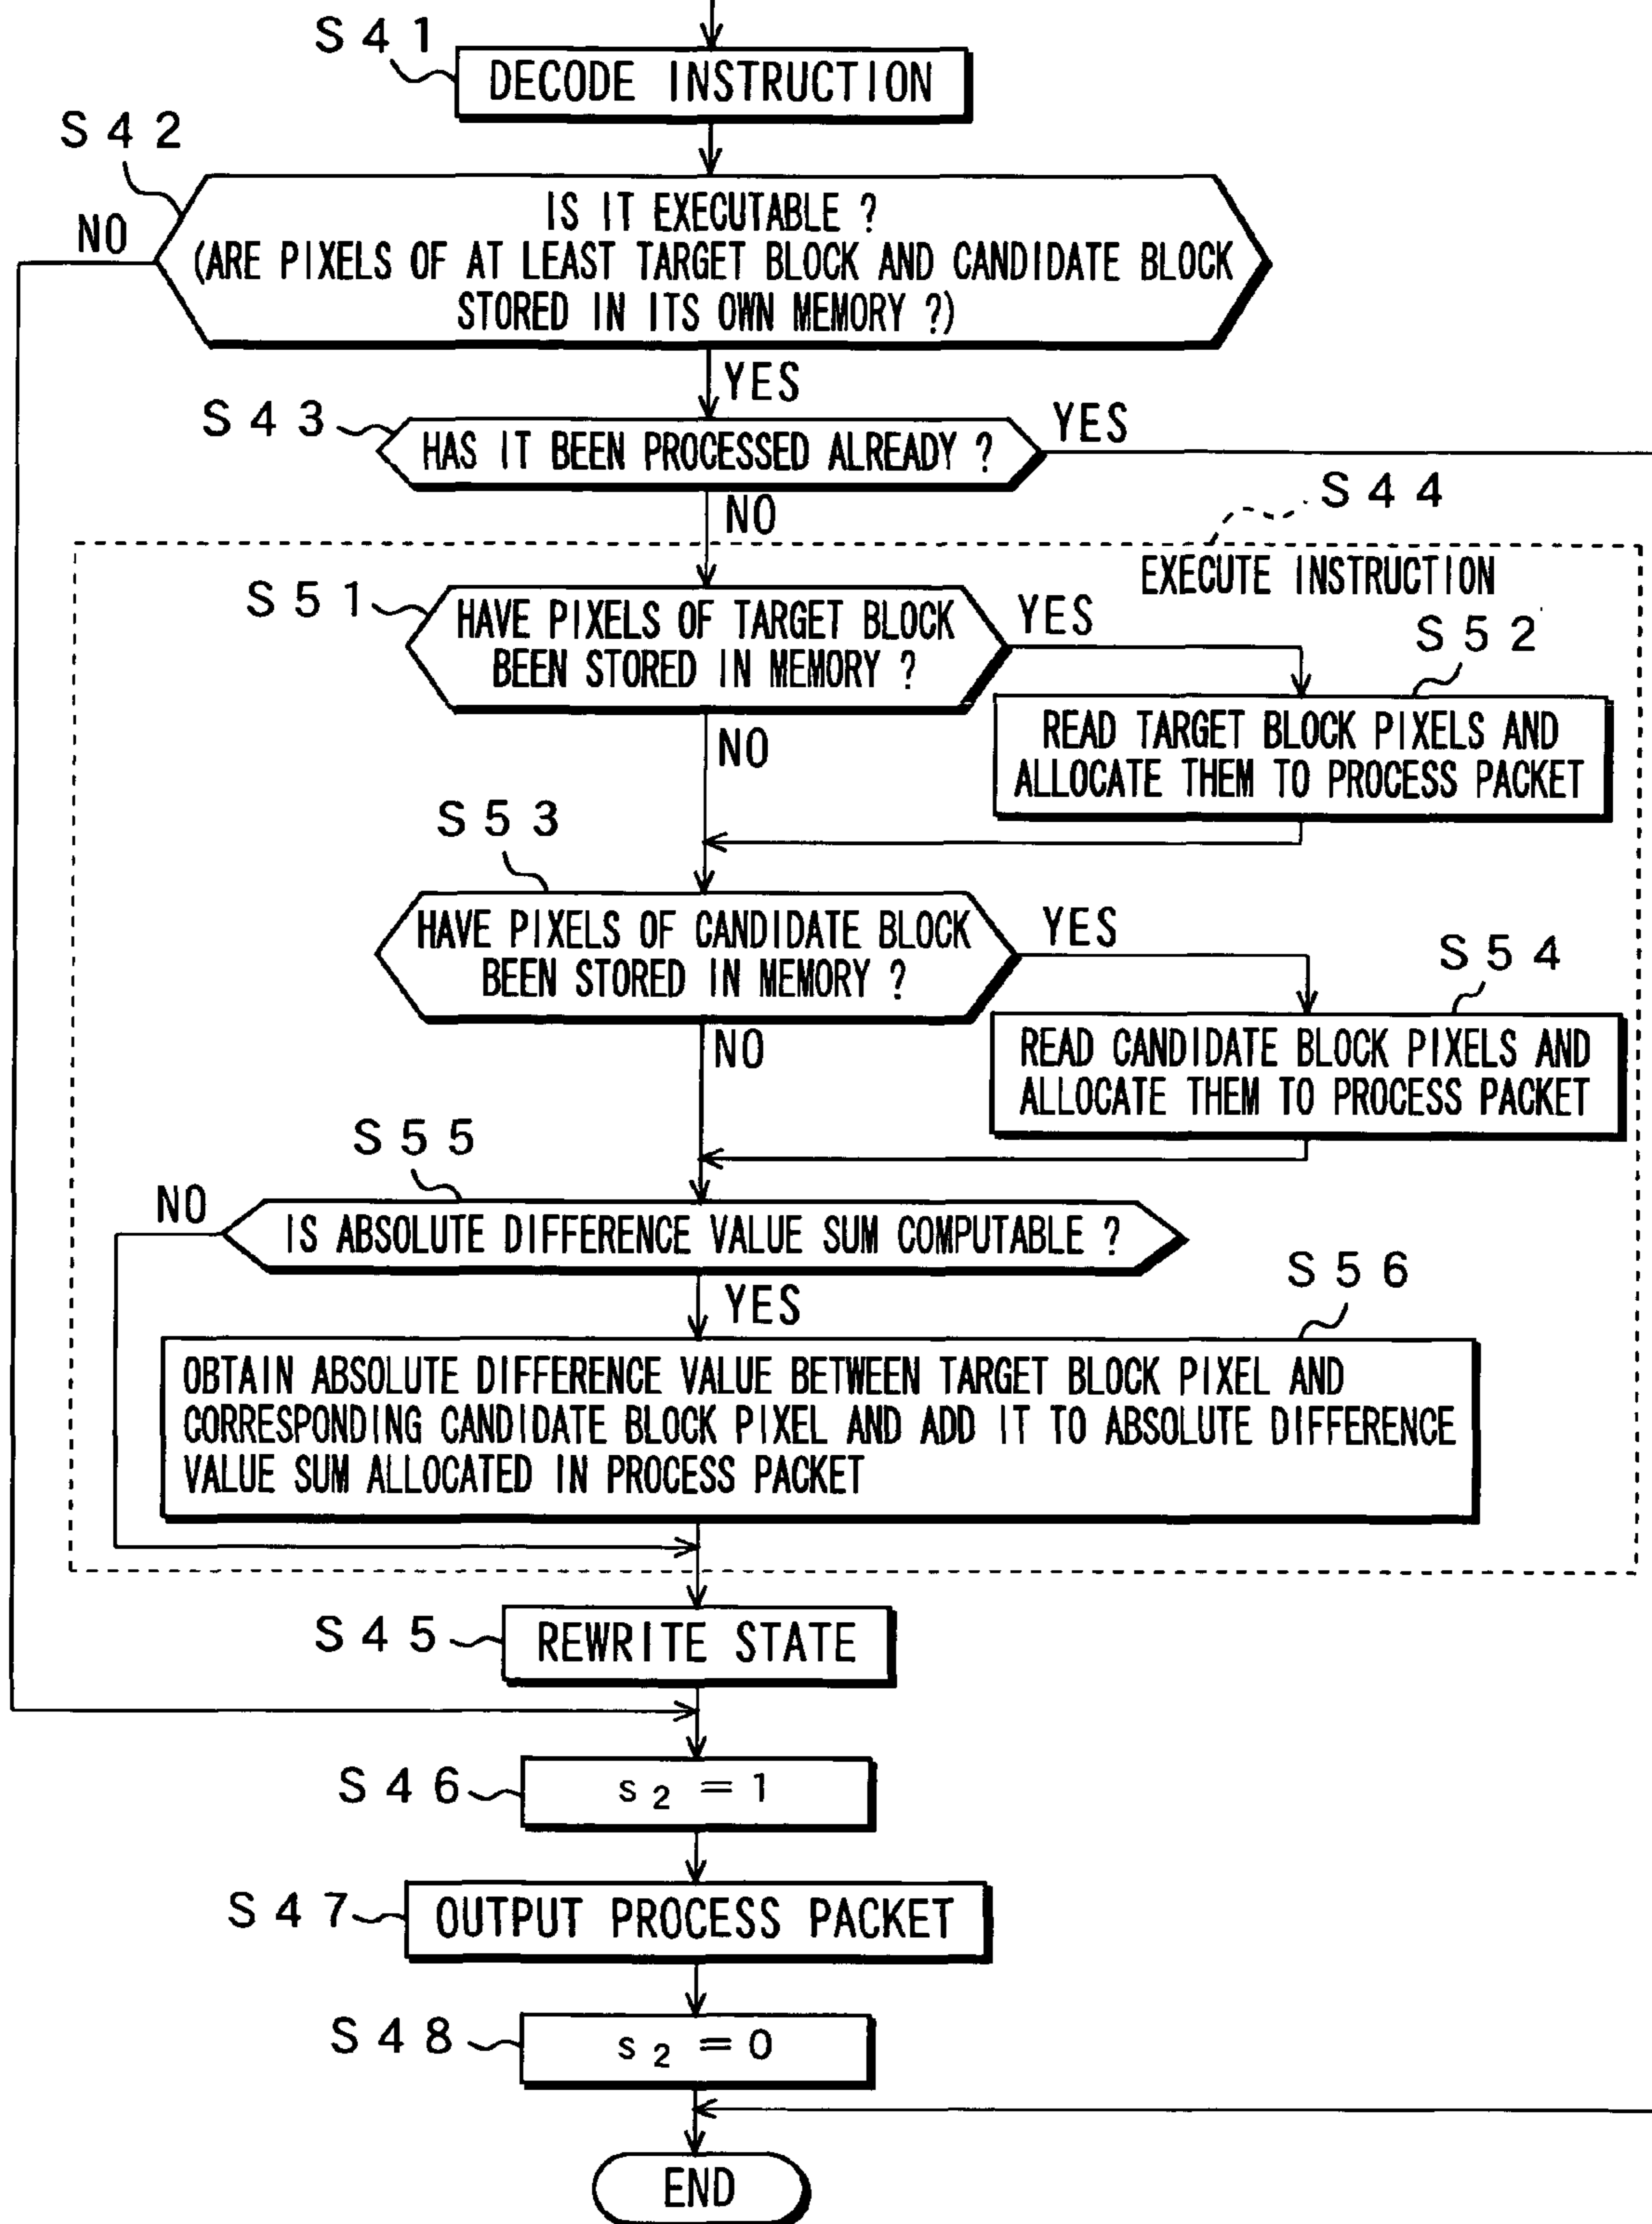 S41
DECODE INSTRUCTION
S42
NO
IS IT EXECUTABLE ?
(ARE PIXELS OF AT LEAST TARGET BLOCK AND CANDIDATE BLOCK
STORED IN ITS OWN MEMORY ?)
YES
S43
HAS IT BEEN PROCESSED ALREADY ?
YES
NO
S44
EXECUTE INSTRUCTION
S51
HAVE PIXELS OF TARGET BLOCK
BEEN STORED IN MEMORY ?
YES
S52
NO
READ TARGET BLOCK PIXELS AND
ALLOCATE THEM TO PROCESS PACKET
S53
HAVE PIXELS OF CANDIDATE BLOCK
BEEN STORED IN MEMORY ?
YES
S54
NO
READ CANDIDATE BLOCK PIXELS AND
ALLOCATE THEM TO PROCESS PACKET
S55
NO
IS ABSOLUTE DIFFERENCE VALUE SUM COMPUTABLE ?
YES
S56
OBTAIN ABSOLUTE DIFFERENCE VALUE BETWEEN TARGET BLOCK PIXEL AND
CORRESPONDING CANDIDATE BLOCK PIXEL AND ADD IT TO ABSOLUTE DIFFERENCE
VALUE SUM ALLOCATED IN PROCESS PACKET
S45
REWRITE STATE
S46
s₂ = 1
S47
OUTPUT PROCESS PACKET
S48
s₂ = 0
END